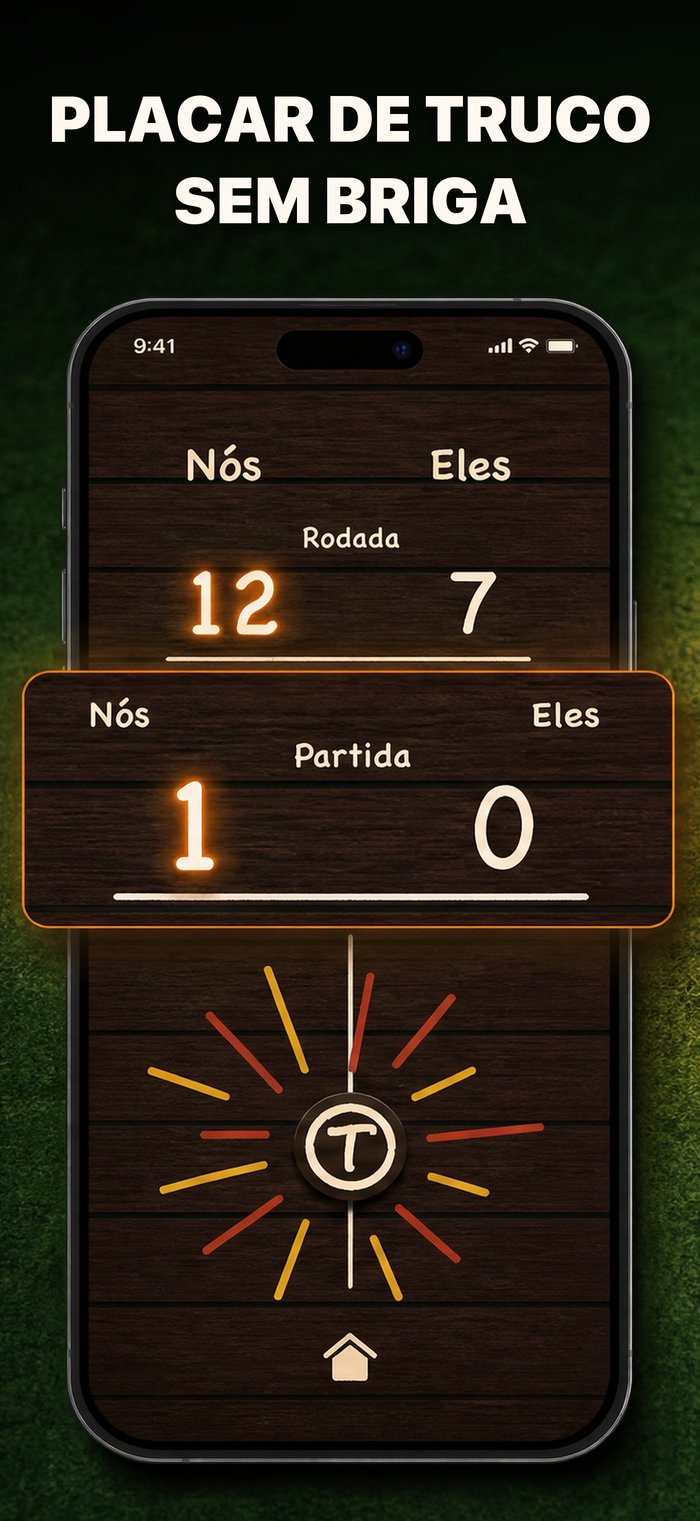 PLACAR DE TRUCO
SEM BRIGA
9:41
Nós Eles
Rodada
12 7
Nós Eles
Partida
1 0
T